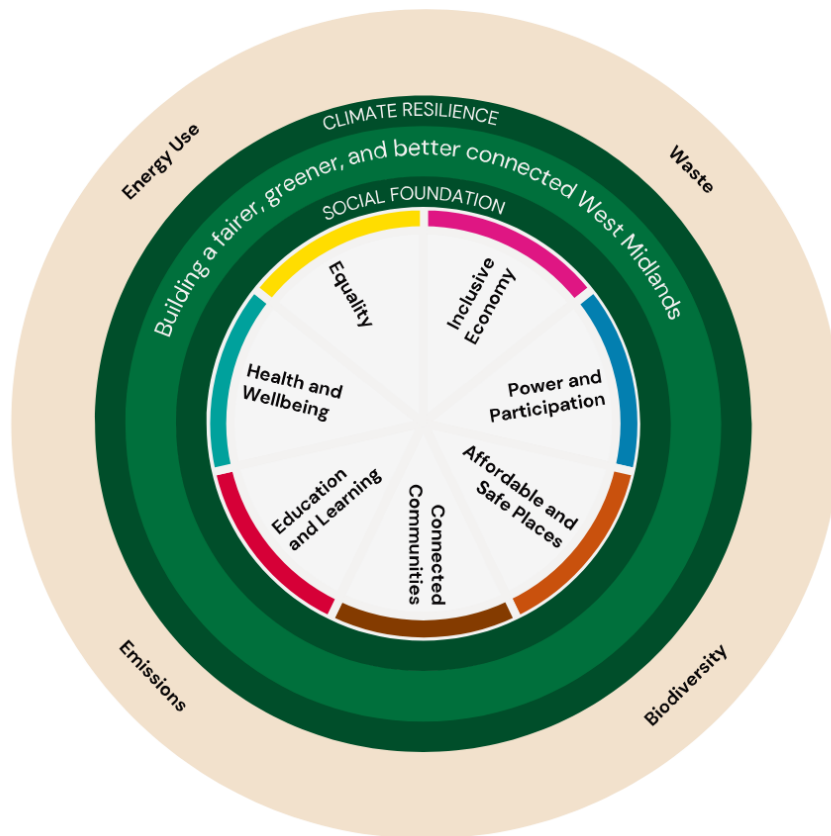 CLIMATE RESILIENCE
Building a fairer, greener, and better connected West Midlands
SOCIAL FOUNDATION
Energy Use
Waste
Biodiversity
Emissions
Inclusive
Economy
Power and
Participation
Affordable and
Safe Places
Connected
Communities
Education
and Learning
Health and
Wellbeing
Equality